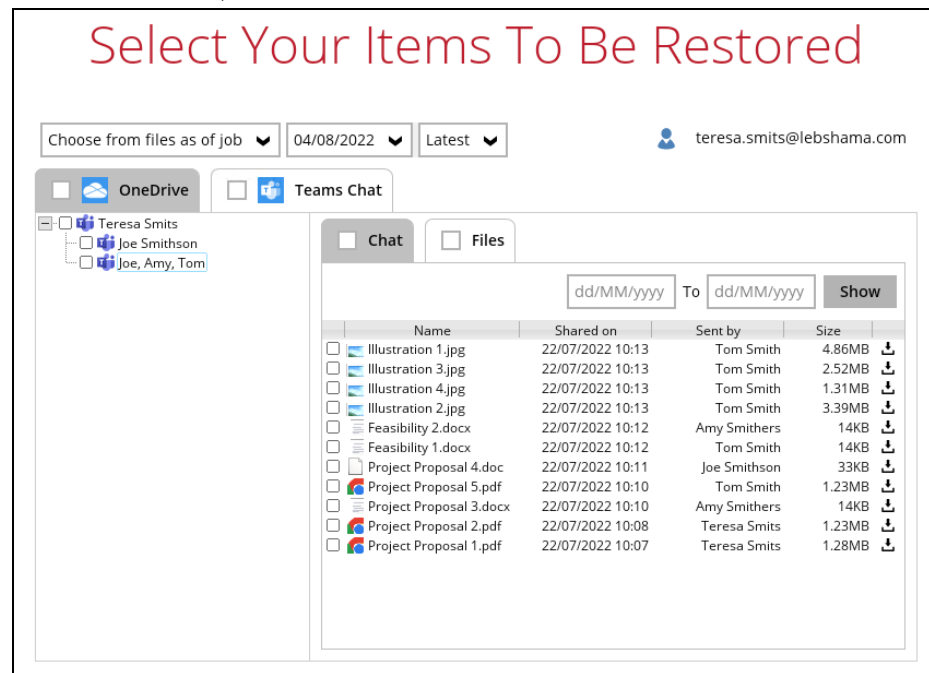 Select Your Items To Be Restored
Choose from files as of job 04/08/2022 Latest teresa.smits@lebshama.com
OneDrive Teams Chat
Teresa Smits
Joe Smithson
Joe, Amy, Tom
Chat Files
dd/MM/yyyy To dd/MM/yyyy Show
Name Shared on Sent by Size
Illustration 1.jpg 22/07/2022 10:13 Tom Smith 4.86MB
Illustration 3.jpg 22/07/2022 10:13 Tom Smith 2.52MB
Illustration 4.jpg 22/07/2022 10:13 Tom Smith 1.31MB
Illustration 2.jpg 22/07/2022 10:13 Tom Smith 3.39MB
Feasibility 2.docx 22/07/2022 10:12 Amy Smithers 14KB
Feasibility 1.docx 22/07/2022 10:12 Tom Smith 14KB
Project Proposal 4.doc 22/07/2022 10:11 Joe Smithson 33KB
Project Proposal 5.pdf 22/07/2022 10:10 Tom Smith 1.23MB
Project Proposal 3.docx 22/07/2022 10:10 Amy Smithers 14KB
Project Proposal 2.pdf 22/07/2022 10:08 Teresa Smits 1.23MB
Project Proposal 1.pdf 22/07/2022 10:07 Teresa Smits 1.28MB